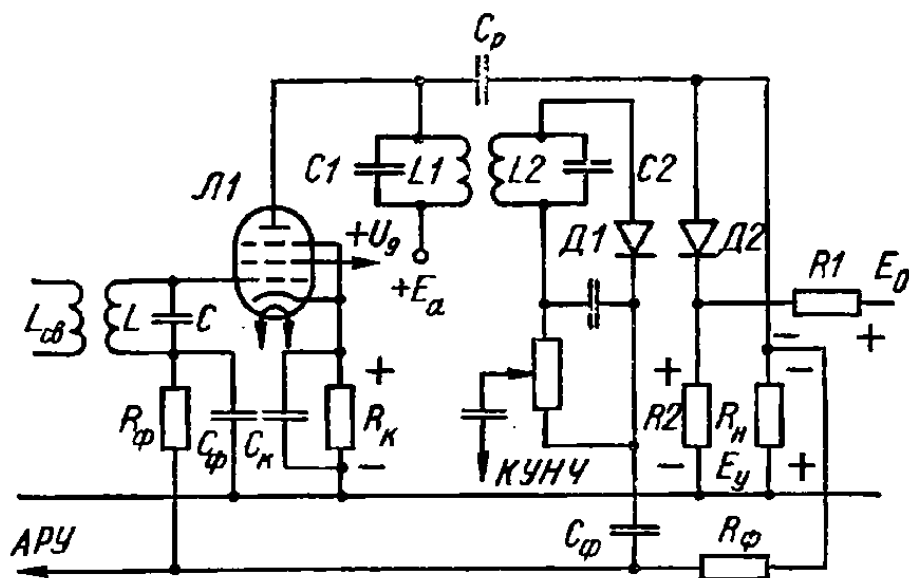 Cр
C1
L1
L2
C2
Л1
+Uд
+Eа
Д1
Д2
R1
E0
+
Lсв
L
C
Rф
Cф
Cк
Rк
+
−
КУНЧ
+
−
R2
Rн
Eу
−
−
+
АРУ
Cф
Rф